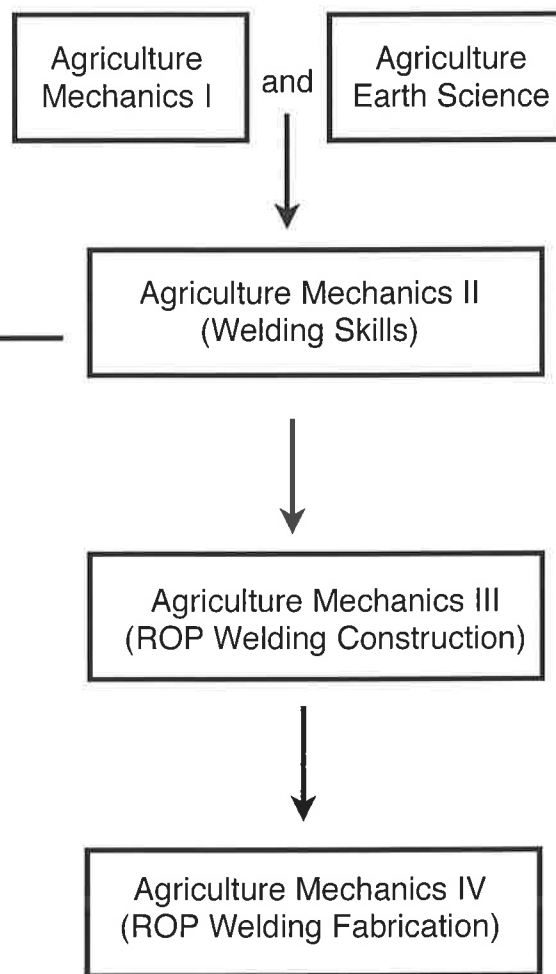 Agriculture
Mechanics I
and
Agriculture
Earth Science
Agriculture Mechanics II
(Welding Skills)
Agriculture Mechanics III
(ROP Welding Construction)
Agriculture Mechanics IV
(ROP Welding Fabrication)